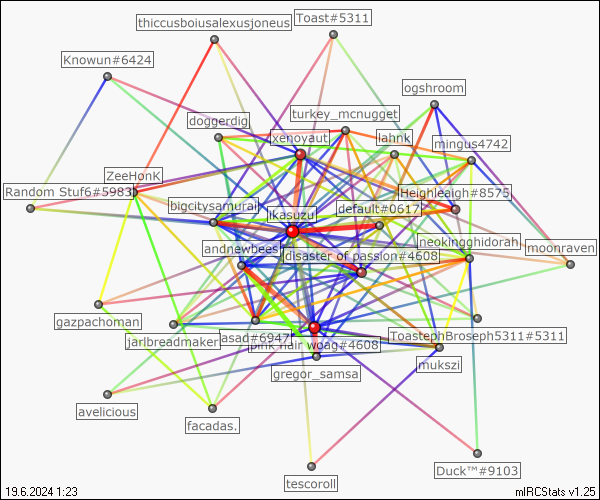 thiccusboiusalexusjoneus
Toast#5311
Knowun#6424
ogshroom
turkey_mcnugget
doggerdig
xenoyaut
lahnk
mingus4742
ZeeHonK
Random Stuf6#5983
Heighleaigh#8575
bigcitysamurai
ikasuzu
default#0617
andnewbees
disaster of passion#4608
neokingghidorah
moonraven
gazpachoman
jarlbreadmaker
asad#6947
pink hair woag#4608
ToastephBroseph5311#5311
mukszi
gregor_samsa
avelicious
facadas.
tescoroll
Duck™#9103
19.6.2024 1:23
mIRCStats v1.25